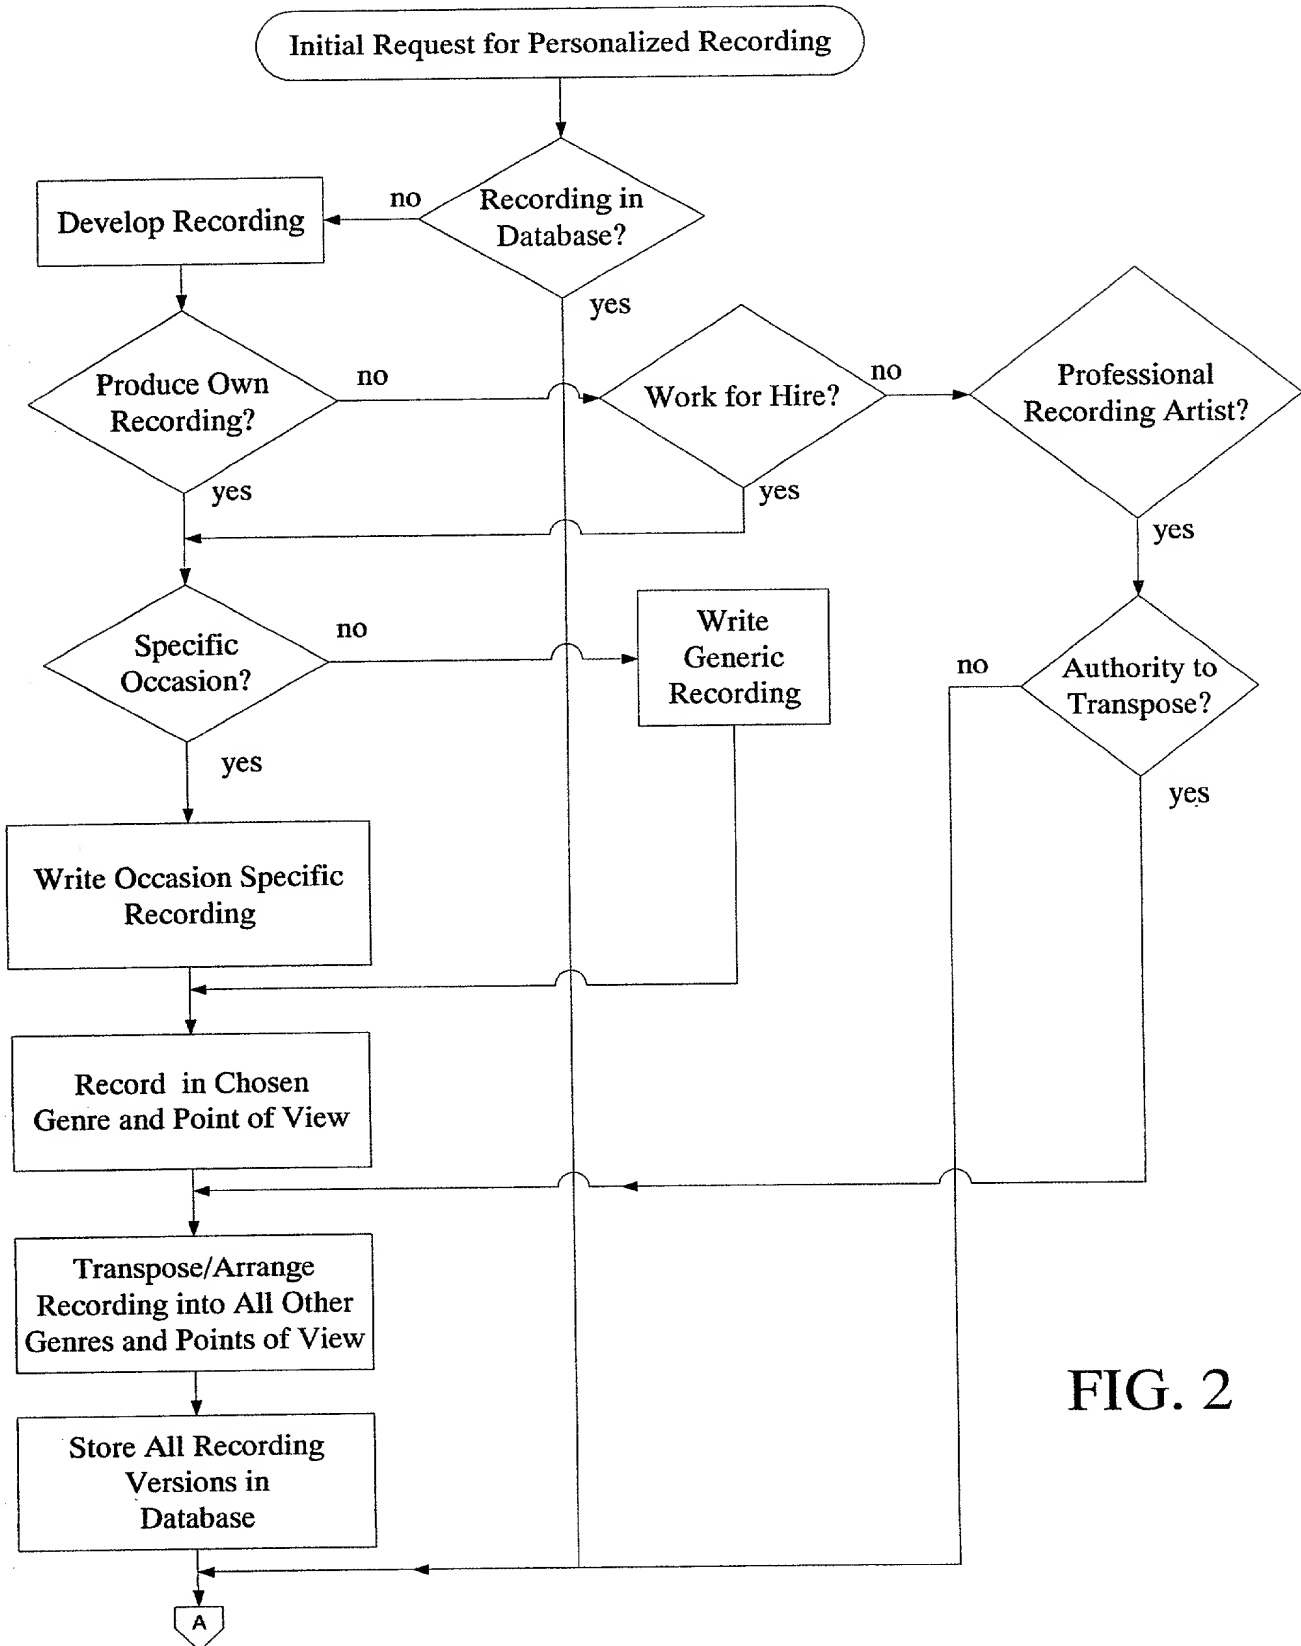 Initial Request for Personalized Recording
Recording in
Database?
no
yes
Develop Recording
Produce Own
Recording?
no
yes
Work for Hire?
no
yes
Professional
Recording Artist?
yes
Specific
Occasion?
no
yes
Write
Generic
Recording
Authority to
Transpose?
no
yes
Write Occasion Specific
Recording
Record in Chosen
Genre and Point of View
Transpose/Arrange
Recording into All Other
Genres and Points of View
Store All Recording
Versions in
Database
A
FIG. 2